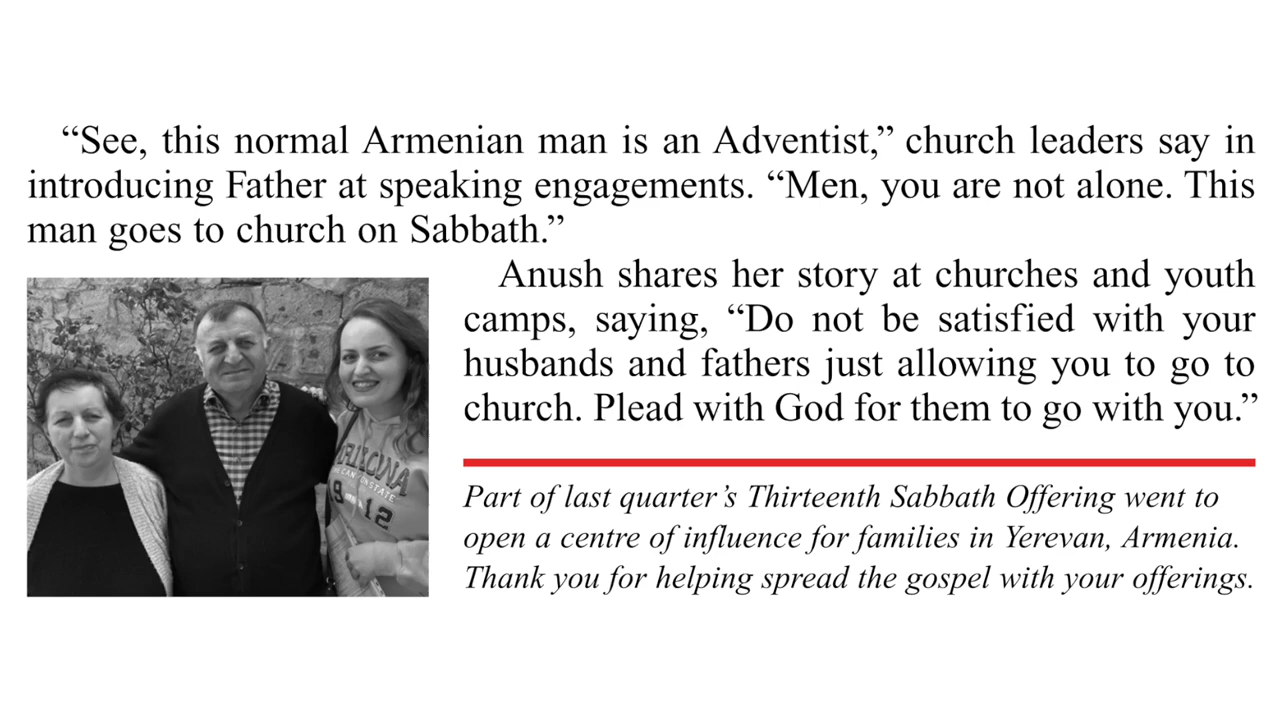 “See, this normal Armenian man is an Adventist,” church leaders say in
introducing Father at speaking engagements. “Men, you are not alone. This
man goes to church on Sabbath.”
Anush shares her story at churches and youth
camps, saying, “Do not be satisfied with your
husbands and fathers just allowing you to go to
church. Plead with God for them to go with you.”
Part of last quarter’s Thirteenth Sabbath Offering went to
open a centre of influence for families in Yerevan, Armenia.
Thank you for helping spread the gospel with your offerings.
12